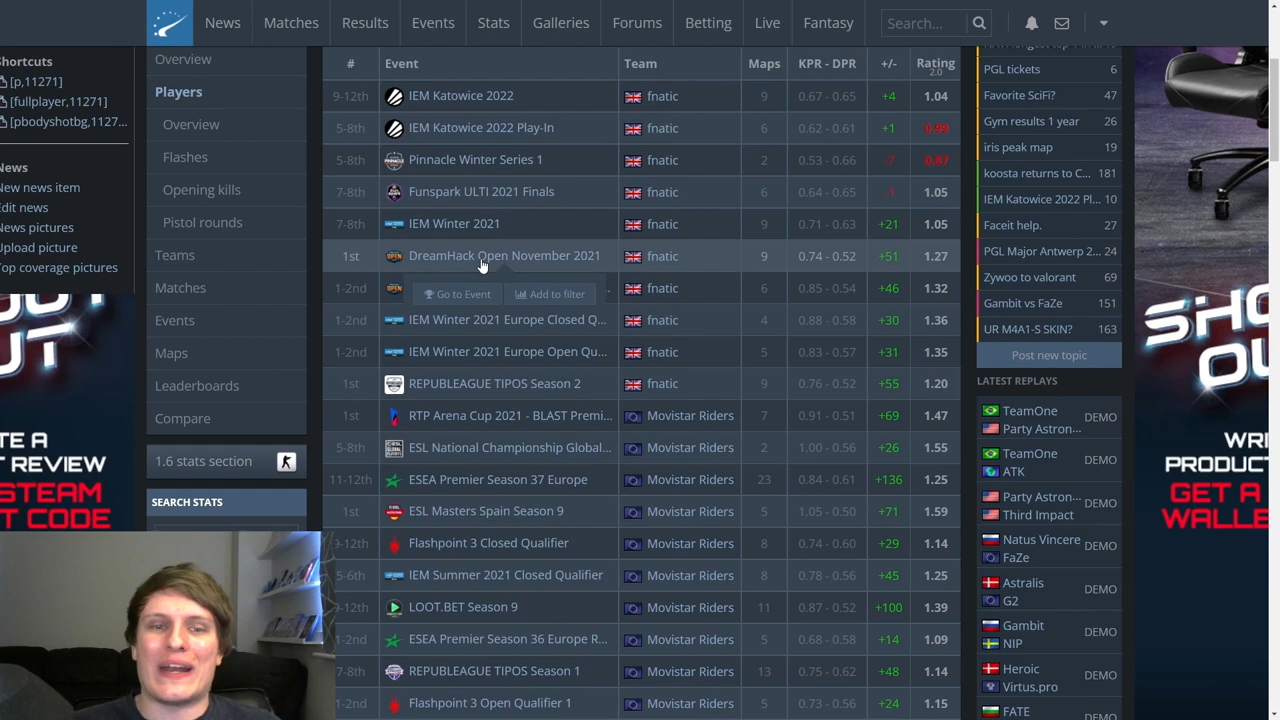 News Matches Results Events Stats Galleries Forums Betting Live Fantasy Search...
Shortcuts
[p,11271]
[fullplayer,11271]
[pbodyshotbg,1127...
News
New news item
Edit news
News pictures
Upload picture
Top coverage pictures
Overview
Players
Overview
Flashes
Opening kills
Pistol rounds
Teams
Matches
Events
Maps
Leaderboards
Compare
1.6 stats section
SEARCH STATS
# Event Team Maps KPR - DPR +/- Rating 2.0
9-12th IEM Katowice 2022 fnatic 9 0.67 - 0.65 +4 1.04
5-8th IEM Katowice 2022 Play-In fnatic 6 0.62 - 0.61 +1 0.99
5-8th Pinnacle Winter Series 1 fnatic 2 0.55 - 0.66 -7 0.87
7-8th Funspark ULTI 2021 Finals fnatic 6 0.64 - 0.65 -1 1.05
7-8th IEM Winter 2021 fnatic 9 0.71 - 0.63 +21 1.05
1st DreamHack Open November 2021 fnatic 9 0.74 - 0.52 +51 1.27
1-2nd fnatic 6 0.85 - 0.54 +46 1.32
Go to Event Add to filter
1-2nd IEM Winter 2021 Europe Closed Q... fnatic 4 0.88 - 0.58 +30 1.36
1-2nd IEM Winter 2021 Europe Open Qu... fnatic 5 0.83 - 0.57 +31 1.35
1st REPUBLEAGUE TIPOS Season 2 fnatic 9 0.76 - 0.52 +55 1.20
1st RTP Arena Cup 2021 - BLAST Premi... Movistar Riders 7 0.91 - 0.51 +69 1.47
5-8th ESL National Championship Global... Movistar Riders 2 1.00 - 0.56 +26 1.55
11-12th ESEA Premier Season 37 Europe Movistar Riders 23 0.84 - 0.61 +136 1.25
1st ESL Masters Spain Season 9 Movistar Riders 5 - 0.50 +71 1.59
9-12th Flashpoint 3 Closed Qualifier Movistar Riders 8 0.74 - 0.60 +29 1.14
5-6th IEM Summer 2021 Closed Qualifier Movistar Riders 8 0.78 - 0.56 +45 1.25
9-12th LOOT.BET Season 9 Movistar Riders 11 0.87 - 0.52 +100 1.39
1-2nd ESEA Premier Season 36 Europe R... Movistar Riders 5 0.68 - 0.58 +14 1.09
7-8th REPUBLEAGUE TIPOS Season 1 Movistar Riders 13 0.77 - 0.62 +48 1.14
1-2nd Flashpoint 3 Open Qualifier 1 Movistar Riders 5 0.77 - 0.56 +24 1.15
PGL tickets 6
Favorite SciFi? 47
Gym results 1 year 26
iris peak map 19
koosta returns to C... 181
IEM Katowice 2022 Pl... 10
Faceit help. 27
PGL Major Antwerp 2... 24
Zywoo to valorant 69
Gambit vs FaZe 151
UR M4A1-S SKIN? 163
Post new topic
LATEST REPLAYS
TeamOne
Party Astron... DEMO
TeamOne
ATK DEMO
Party Astron...
Third Impact DEMO
Natus Vincere
FaZe DEMO
Astralis
G2 DEMO
Gambit
NIP DEMO
Heroic
Virtus.pro DEMO
FATE
OUT
REVIEW
STEAM
CODE
SHO
OU
WRI
PRODUCT
GET A
WALLE